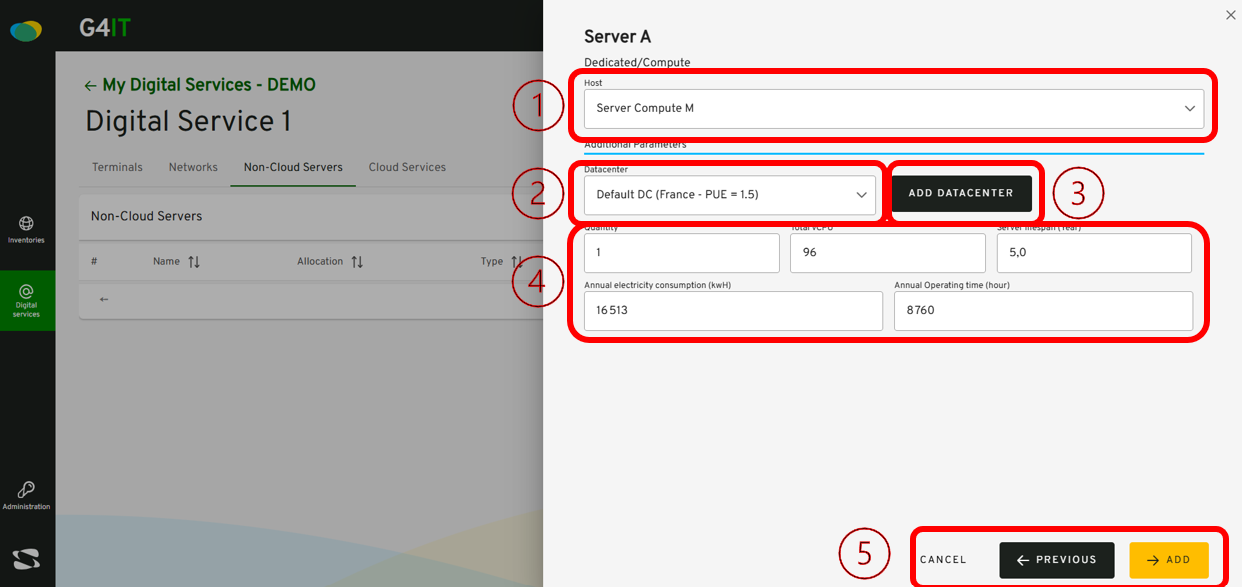 G4IT
← My Digital Services - DEMO
Digital Service 1
Terminals Networks Non-Cloud Servers Cloud Services
Non-Cloud Servers
# Name Allocation Type
Inventories
Digital
services
Administration
Server A
Dedicated/Compute
1
Host
Server Compute M
Additional Parameters
2
Datacenter
Default DC (France - PUE = 1.5)
ADD DATACENTER
3
4
Quantity Total vCPU Server lifespan (Year)
1 96 5,0
Annual electricity consumption (kwH) Annual Operating time (hour)
16 513 8760
5
CANCEL ← PREVIOUS → ADD